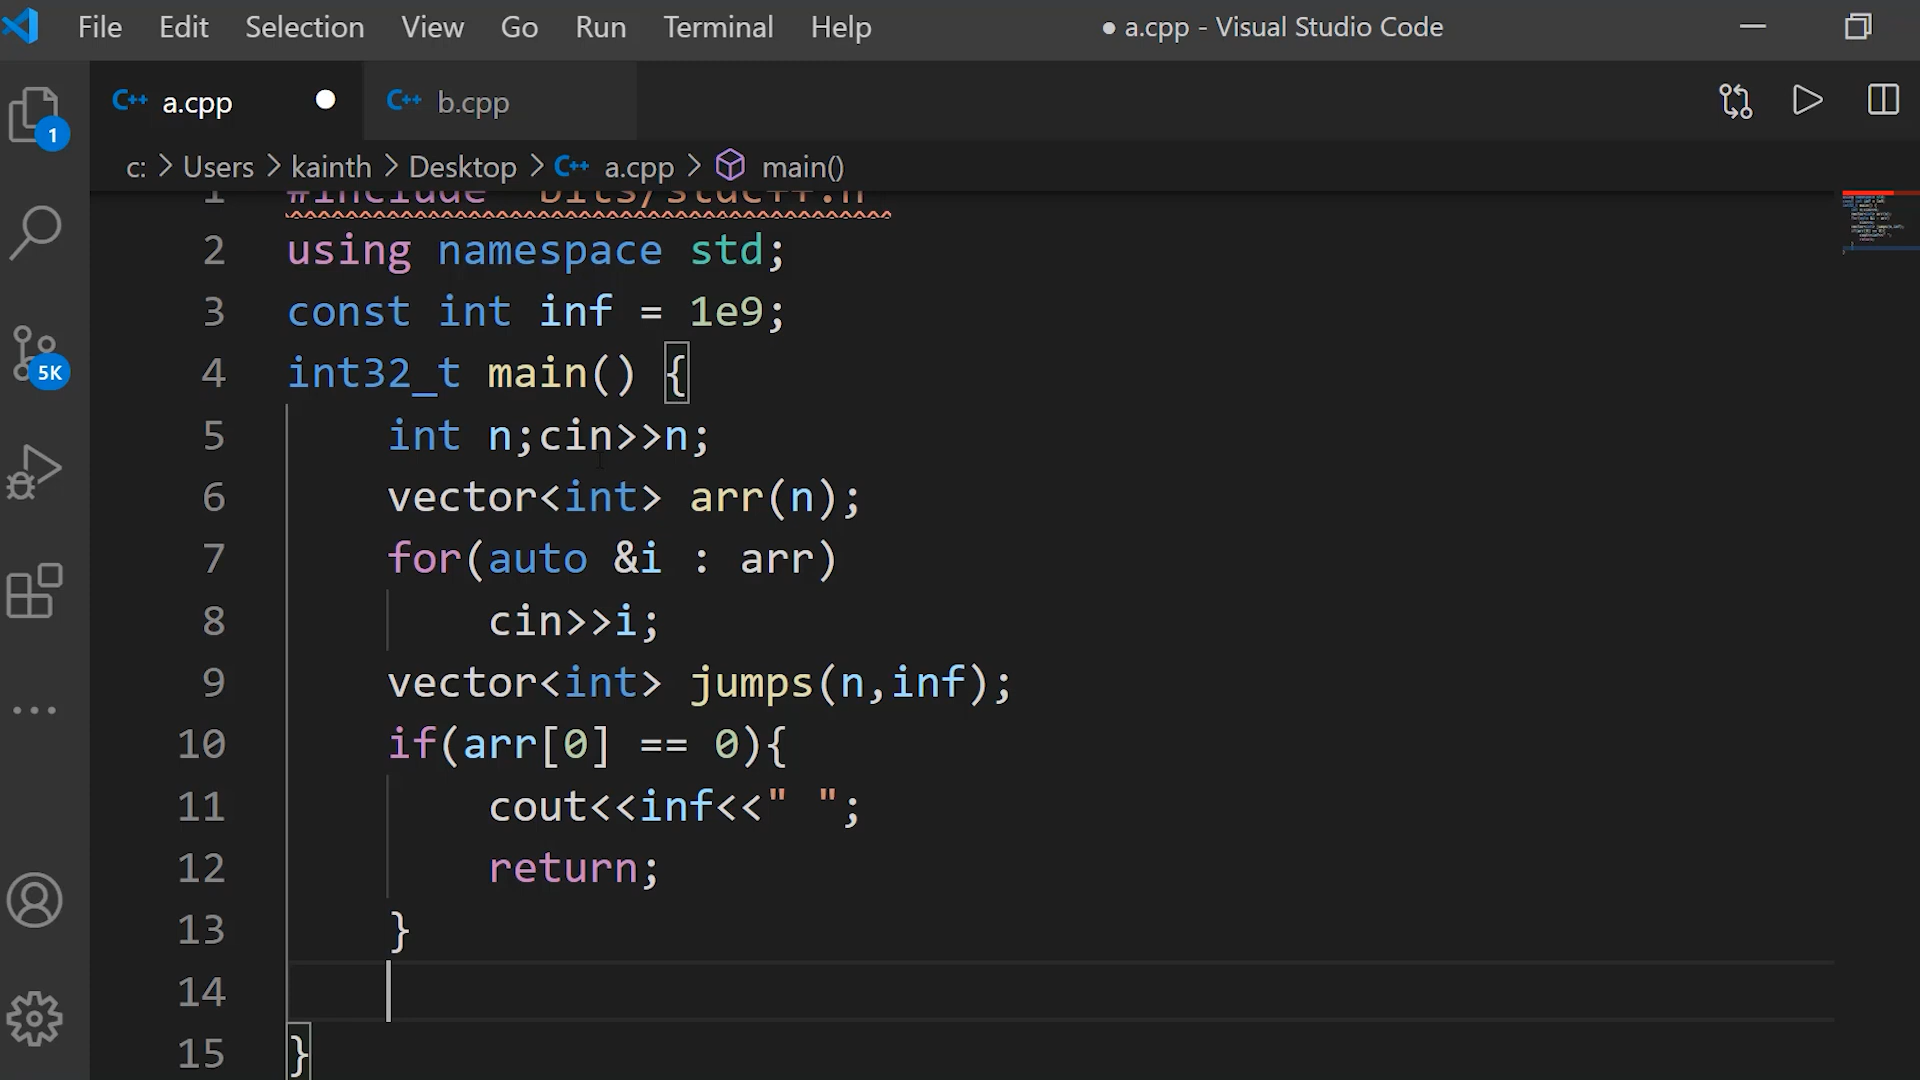 File Edit Selection View Go Run Terminal Help ● a.cpp - Visual Studio Code
C++ a.cpp C++ b.cpp
1
c: > Users > kainth > Desktop > C++ a.cpp > main()
1 #include "bits/stdc++.h"
2 using namespace std;
3 const int inf = 1e9;
4 int32_t main() {
5 int n;cin>>n;
6 vector<int> arr(n);
7 for(auto &i : arr)
8 cin>>i;
9 vector<int> jumps(n,inf);
10 if(arr[0] == 0){
11 cout<<inf<<" ";
12 return;
13 }
14
15 }
5K